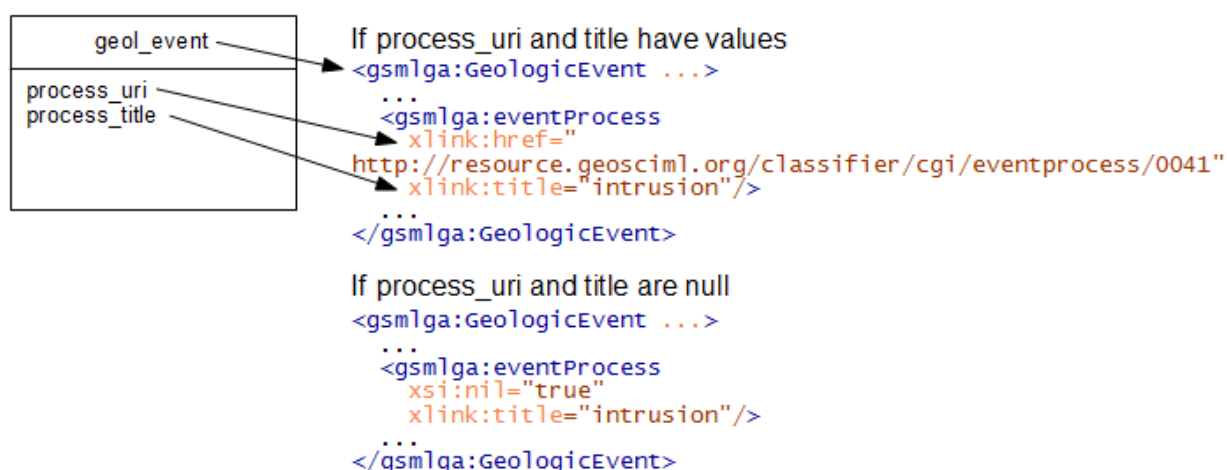 geol_event
process_uri
process_title
If process_uri and title have values
<gsmlga:GeologicEvent ...>
...
<gsmlga:eventProcess
xlink:href="
http://resource.geosciml.org/classifier/cgi/eventprocess/0041"
xlink:title="intrusion"/>
...
</gsmlga:GeologicEvent>
If process_uri and title are null
<gsmlga:GeologicEvent ...>
...
<gsmlga:eventProcess
xsi:nil="true"
xlink:title="intrusion"/>
...
</gsmlga:GeologicEvent>